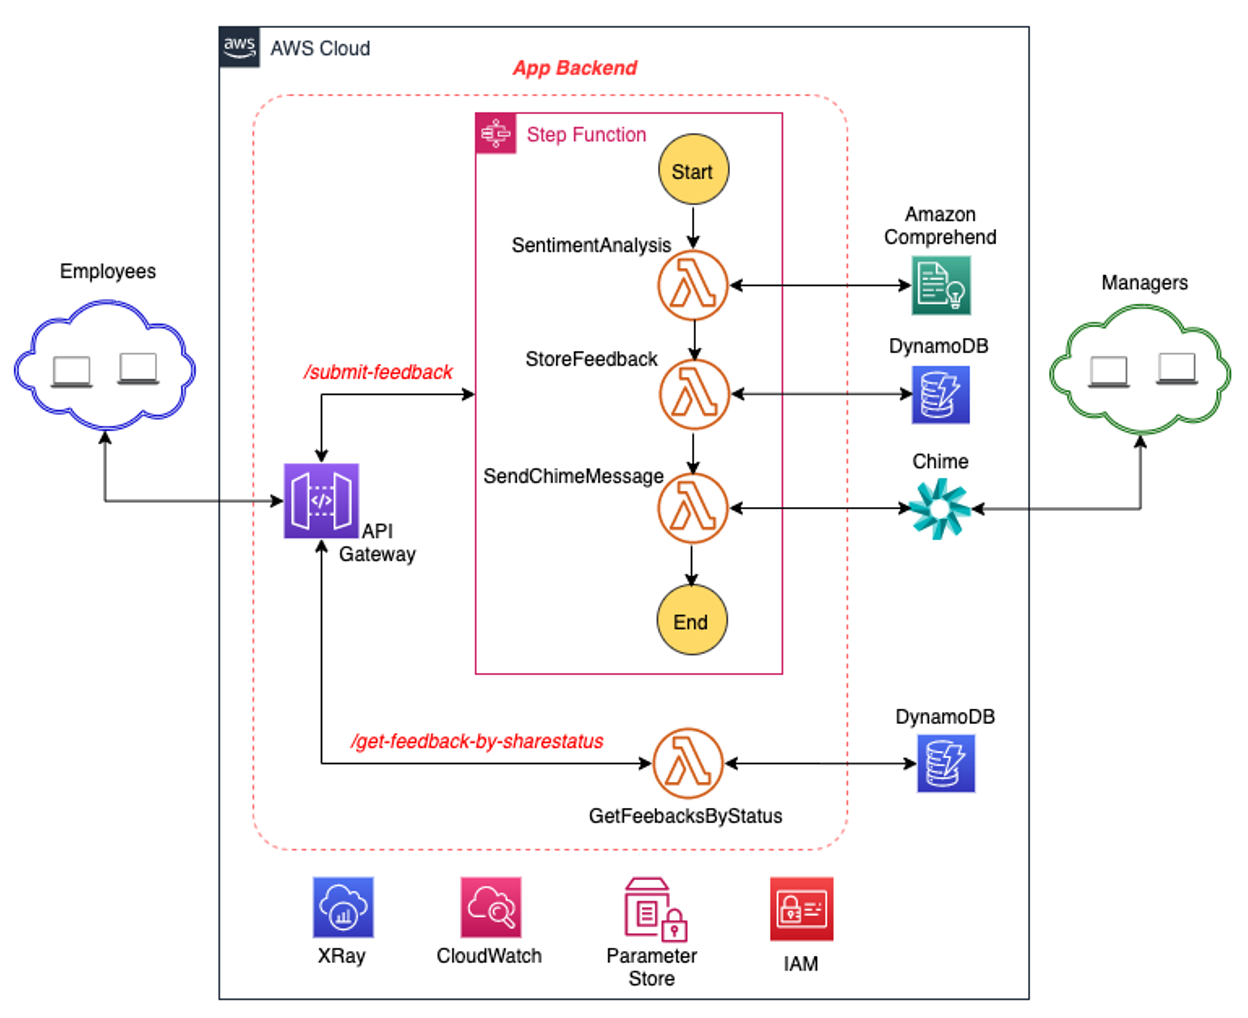 aws
AWS Cloud
App Backend
Step Function
Start
SentimentAnalysis
Amazon
Comprehend
Employees
Managers
StoreFeedback
DynamoDB
/submit-feedback
SendChimeMessage
Chime
API
Gateway
</>
End
/get-feedback-by-sharestatus
DynamoDB
GetFeebacksByStatus
XRay
CloudWatch
Parameter
Store
IAM